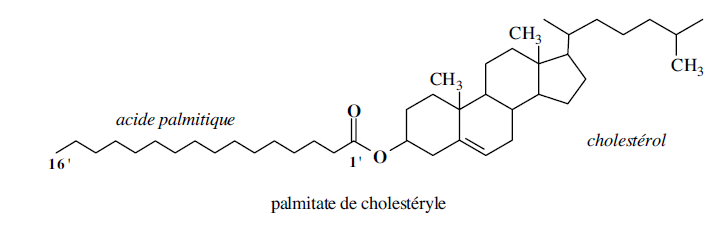 CH3
CH3
CH3
acide palmitique
O
cholestérol
16'
1'
O
palmitate de cholestéryle